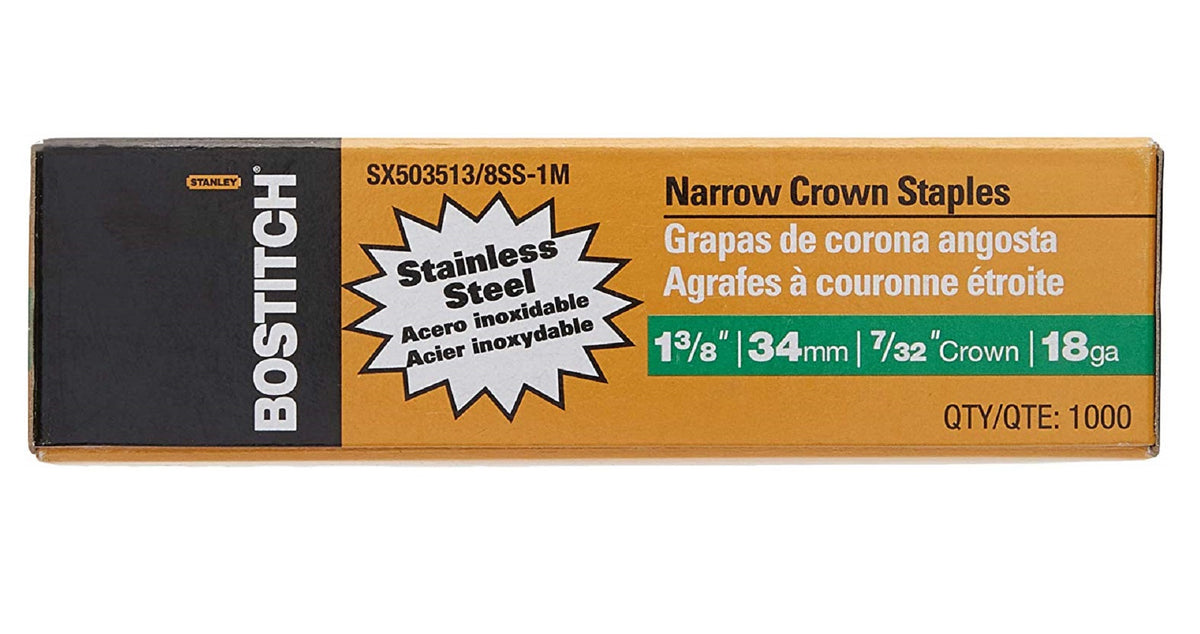 STANLEY
BOSTITCH®
SX503513/8SS-1M
Stainless
Steel
Acero inoxidable
Acier inoxydable
Narrow Crown Staples
Grapas de corona angosta
Agrafes à couronne étroite
1 3/8" | 34mm | 7/32" Crown | 18ga
QTY/QTE: 1000